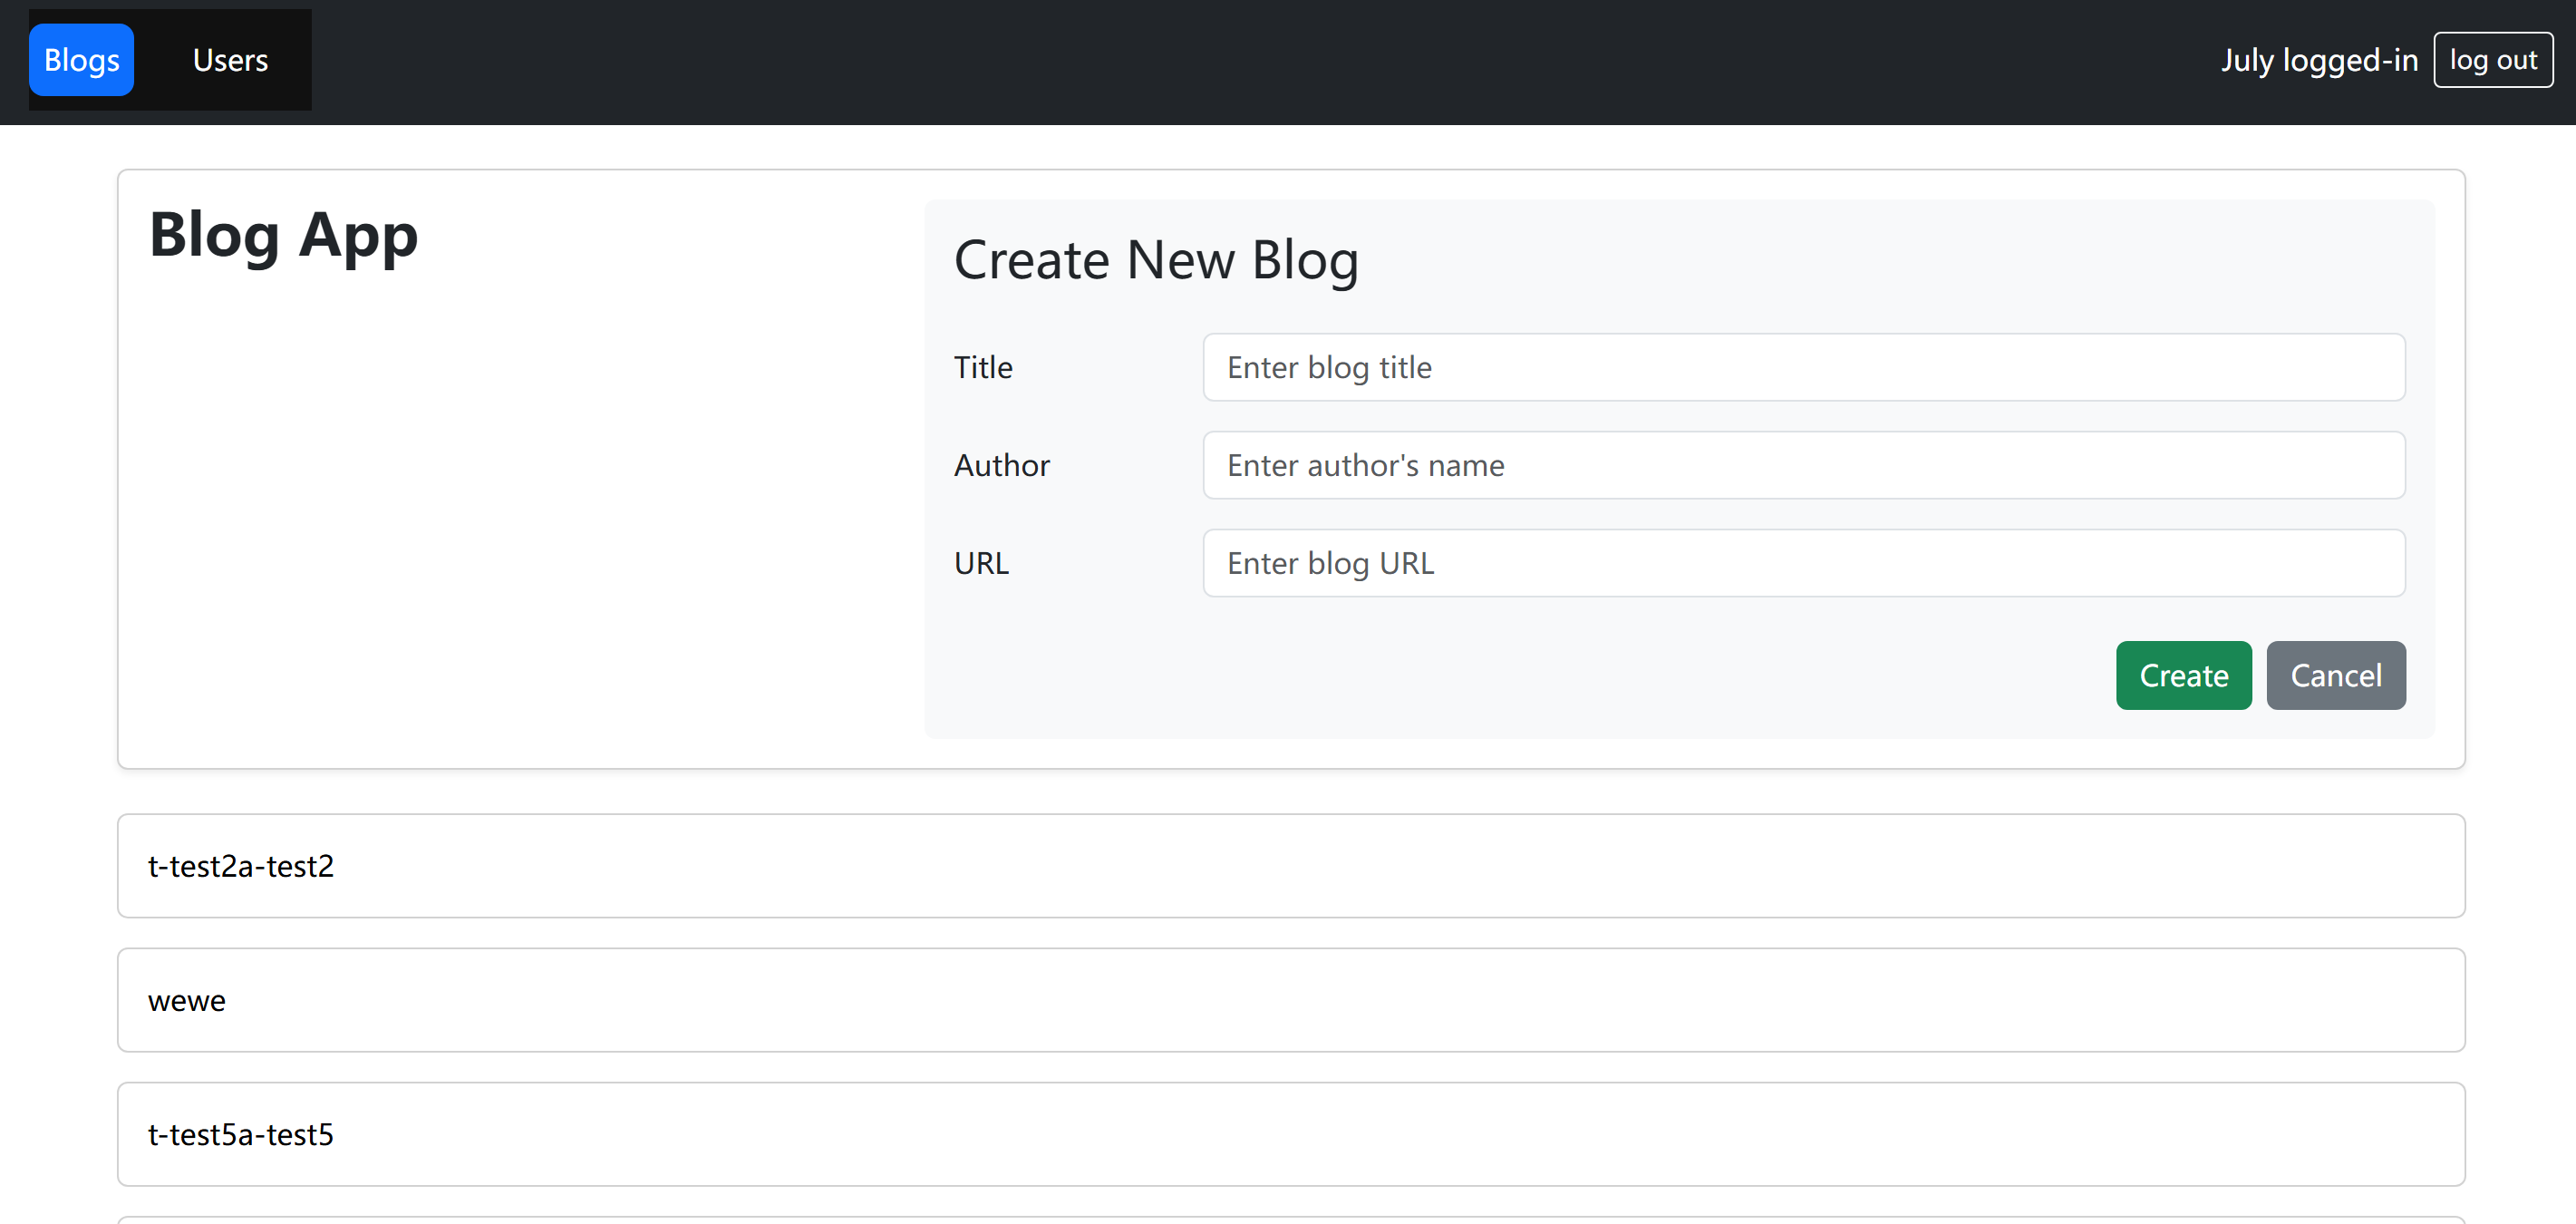 Blogs Users July logged-in log out
Blog App
Create New Blog
Title Enter blog title
Author Enter author's name
URL Enter blog URL
Create Cancel
t-test2a-test2
wewe
t-test5a-test5